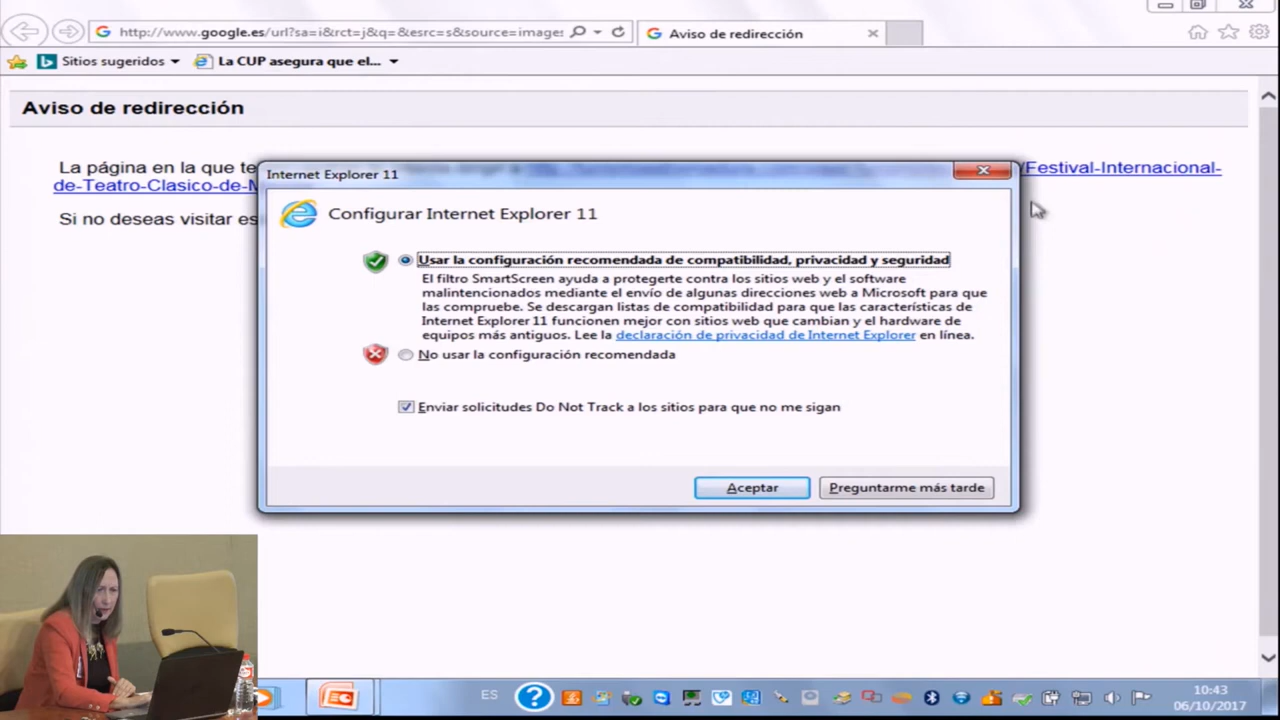 http://www.google.es/url?sa=i&rct=j&q=&esrc=s&source=image:
Aviso de redirección
Sitios sugeridos
La CUP asegura que el...
Aviso de redirección
La página en la que te
/Festival-Internacional-
de-Teatro-Clasico-de-M
Si no deseas visitar es
Internet Explorer 11
Configurar Internet Explorer 11
Usar la configuración recomendada de compatibilidad, privacidad y seguridad
El filtro SmartScreen ayuda a protegerte contra los sitios web y el software
malintencionados mediante el envío de algunas direcciones web a Microsoft para que
las compruebe. Se descargan listas de compatibilidad para que las características de
Internet Explorer 11 funcionen mejor con sitios web que cambian y el hardware de
equipos más antiguos. Lee la declaración de privacidad de Internet Explorer en línea.
No usar la configuración recomendada
Enviar solicitudes Do Not Track a los sitios para que no me sigan
Aceptar
Preguntarme más tarde
ES
10:43
06/10/2017